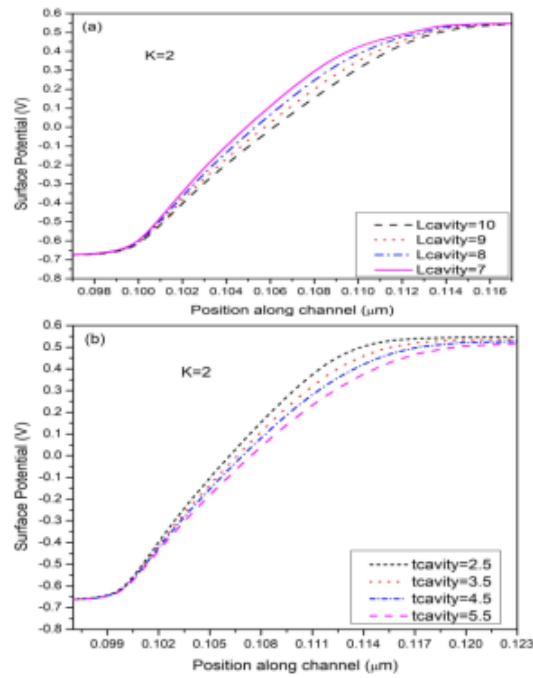 (a)
K=2
Surface Potential (V)
0.6
0.5
0.4
0.3
0.2
0.1
0.0
-0.1
-0.2
-0.3
-0.4
-0.5
-0.6
-0.7
-0.8
Lcavity=10
Lcavity=9
Lcavity=8
Lcavity=7
0.098 0.100 0.102 0.104 0.106 0.108 0.110 0.112 0.114 0.116
Position along channel (μm)
(b)
K=2
Surface Potential (V)
0.6
0.5
0.4
0.3
0.2
0.1
0.0
-0.1
-0.2
-0.3
-0.4
-0.5
-0.6
-0.7
-0.8
tcavity=2.5
tcavity=3.5
tcavity=4.5
tcavity=5.5
0.099 0.102 0.105 0.108 0.111 0.114 0.117 0.120 0.123
Position along channel (μm)